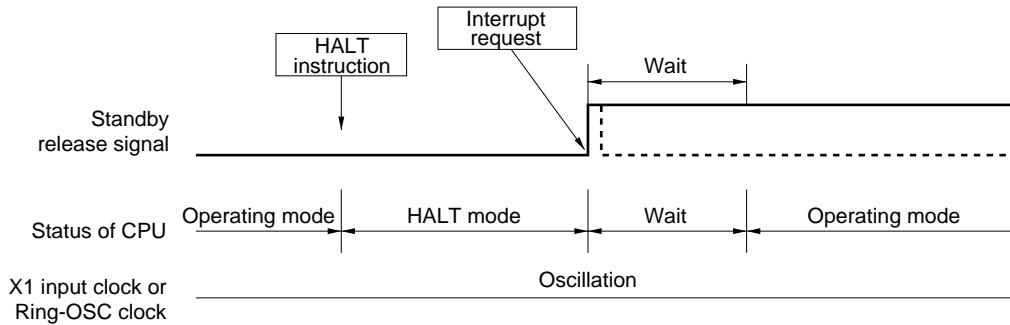 Interrupt
request
HALT
instruction
Wait
Standby
release signal
Operating mode
HALT mode
Wait
Operating mode
Status of CPU
Oscillation
X1 input clock or
Ring-OSC clock